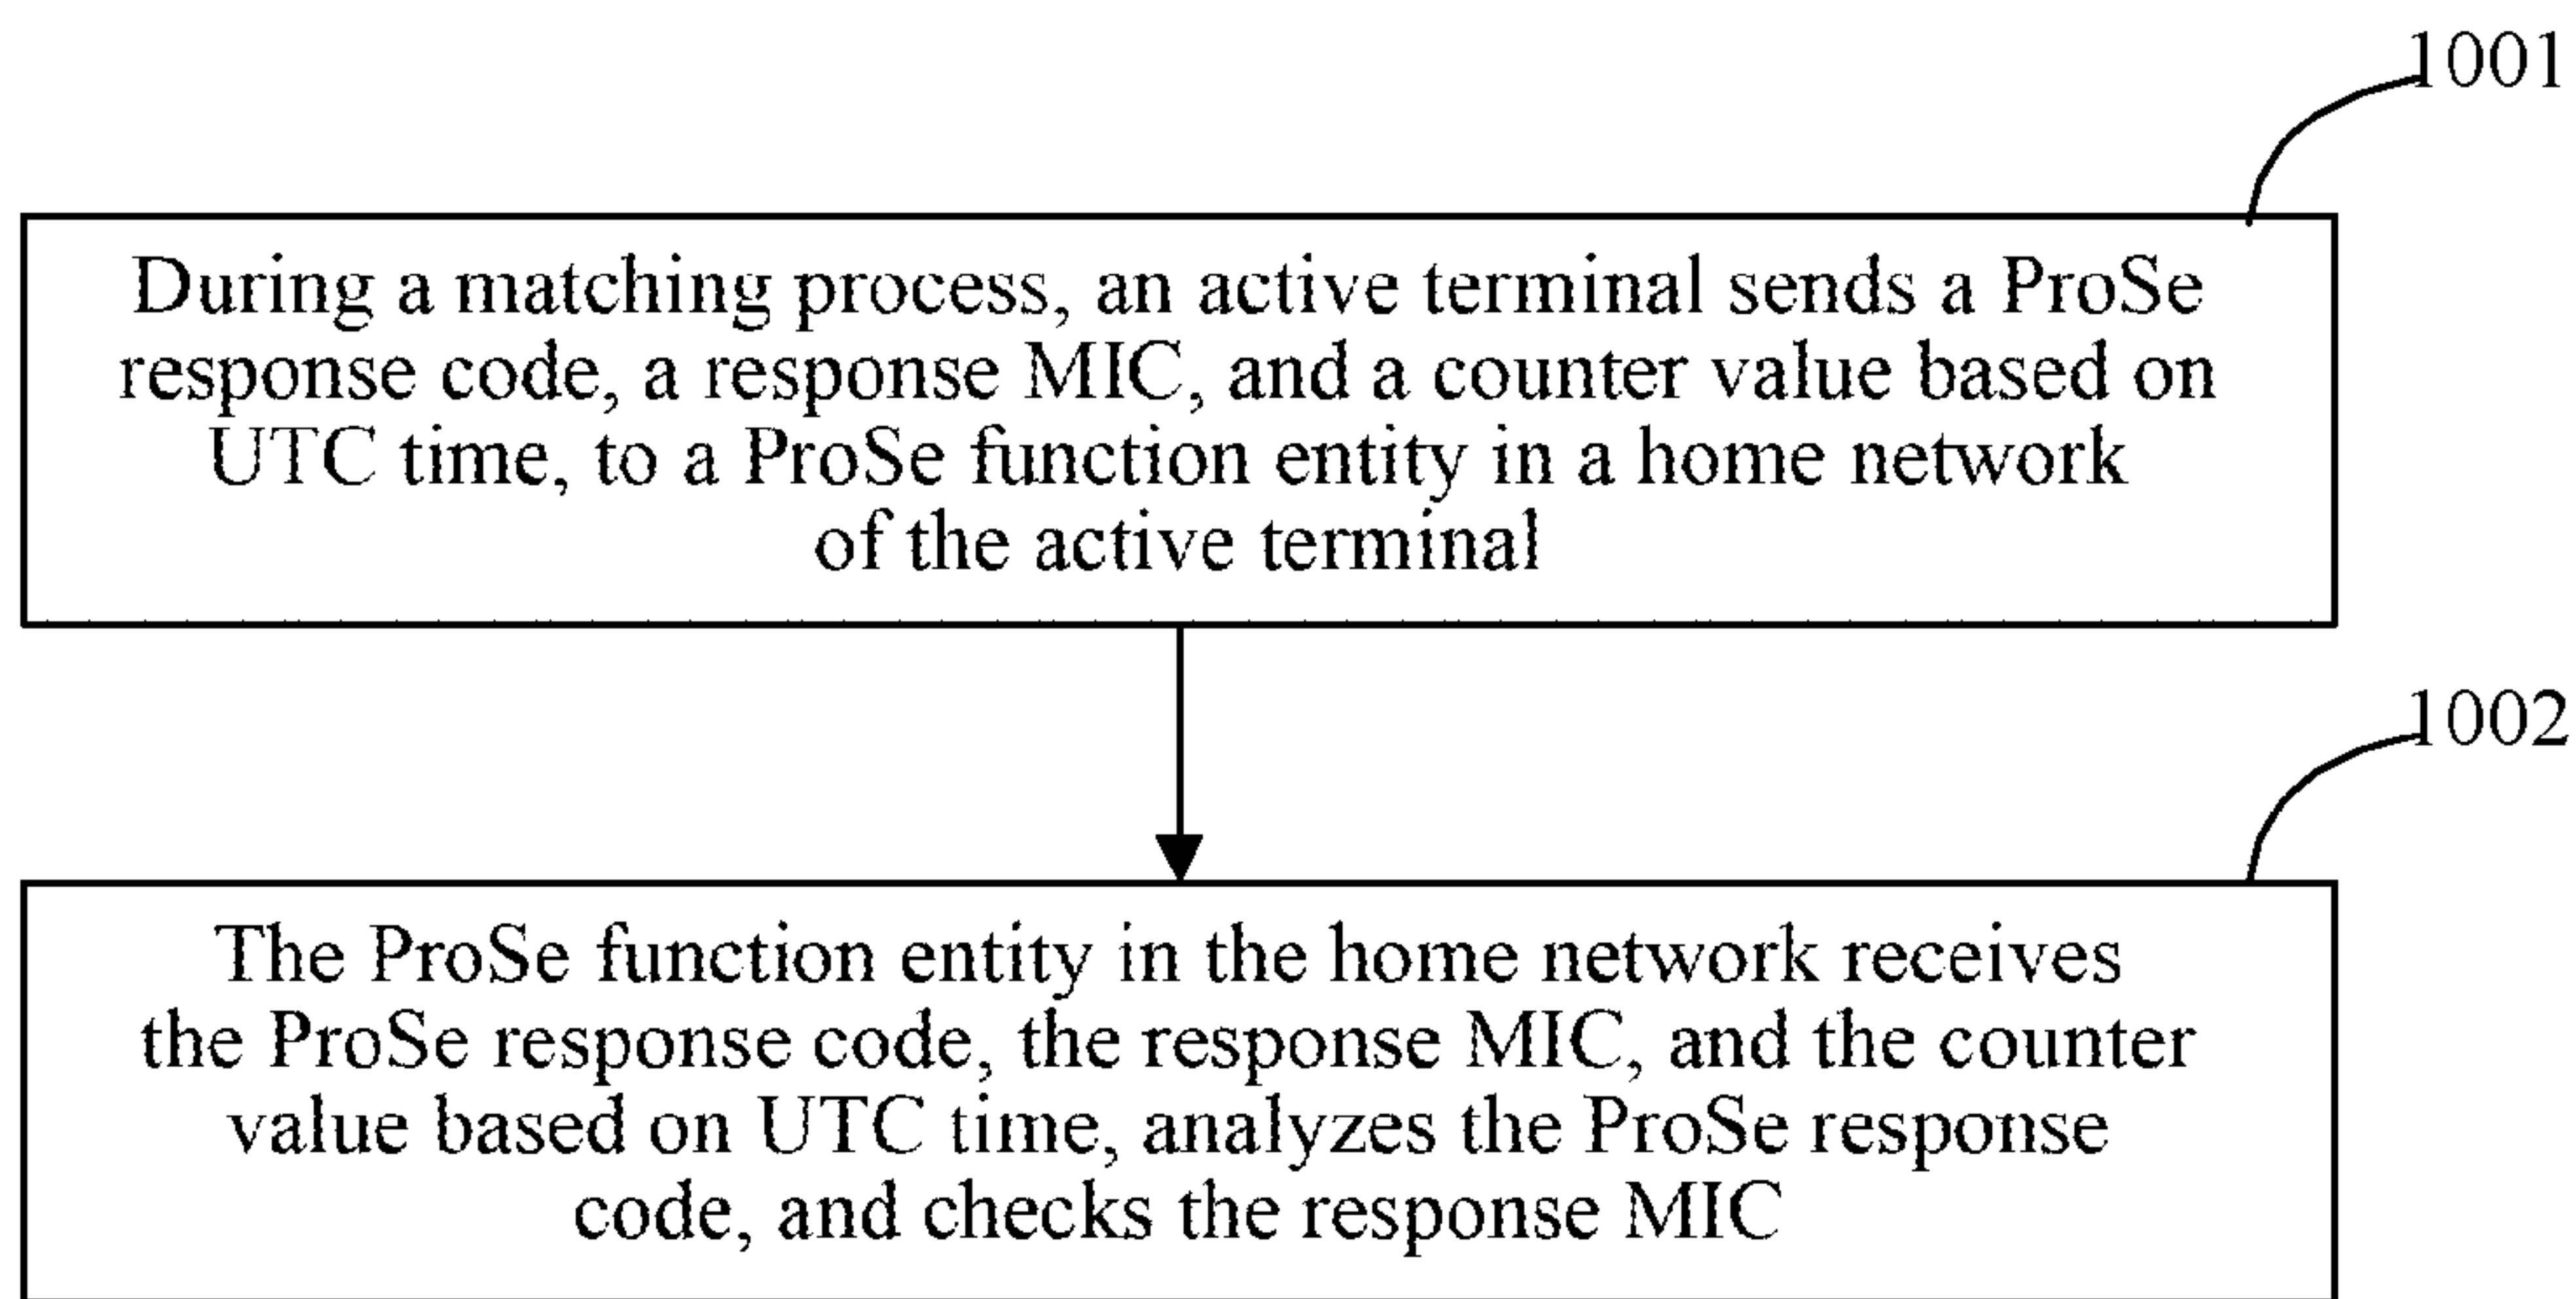 1001
During a matching process, an active terminal sends a ProSe
response code, a response MIC, and a counter value based on
UTC time, to a ProSe function entity in a home network
of the active terminal
1002
The ProSe function entity in the home network receives
the ProSe response code, the response MIC, and the counter
value based on UTC time, analyzes the ProSe response
code, and checks the response MIC